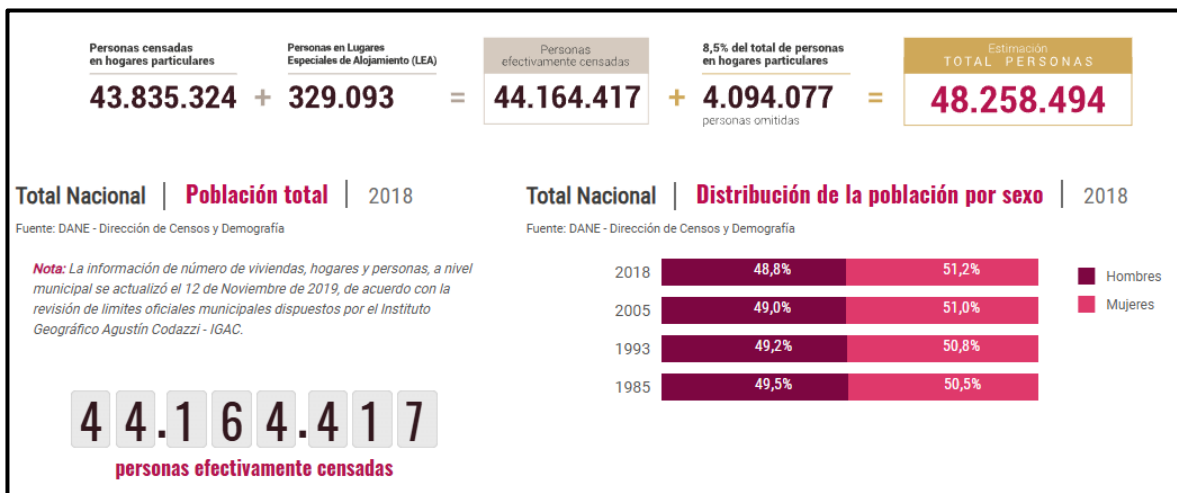 Personas censadas
en hogares particulares
43.835.324
+
Personas en Lugares
Especiales de Alojamiento (LEA)
329.093
=
Personas
efectivamente censadas
44.164.417
+
8,5% del total de personas
en hogares particulares
4.094.077
personas omitidas
=
Estimación
TOTAL PERSONAS
48.258.494
Total Nacional | Población total | 2018
Fuente: DANE - Dirección de Censos y Demografía
Nota: La información de número de viviendas, hogares y personas, a nivel
municipal se actualizó el 12 de Noviembre de 2019, de acuerdo con la
revisión de limites oficiales municipales dispuestos por el Instituto
Geográfico Agustín Codazzi - IGAC.
44.164.417
personas efectivamente censadas
Total Nacional | Distribución de la población por sexo | 2018
Fuente: DANE - Dirección de Censos y Demografía
2018 48,8% 51,2%
2005 49,0% 51,0%
1993 49,2% 50,8%
1985 49,5% 50,5%
Hombres
Mujeres